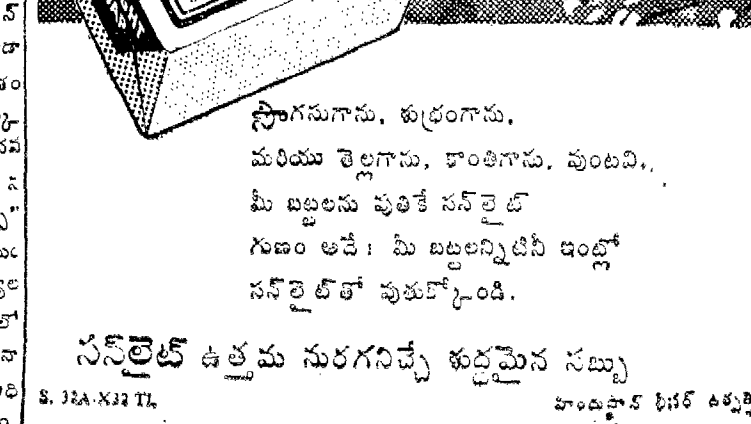 సొగసుగాను, శుభ్రంగాను,
మరియు తెల్లగాను, కాంతిగాను, వుంటవి.
మీ బట్టలను వుతికే సన్‌లైట్
గుణం అదే! మీ బట్టలన్నిటినీ ఇంట్లో
సన్‌లైట్‌తో వుతుక్కోండి.
సన్‌లైట్ ఉత్తమ నురగనిచ్చే శుద్ధమైన సబ్బు
S. 32A-X32 TL
హిందుస్థాన్ లీవర్